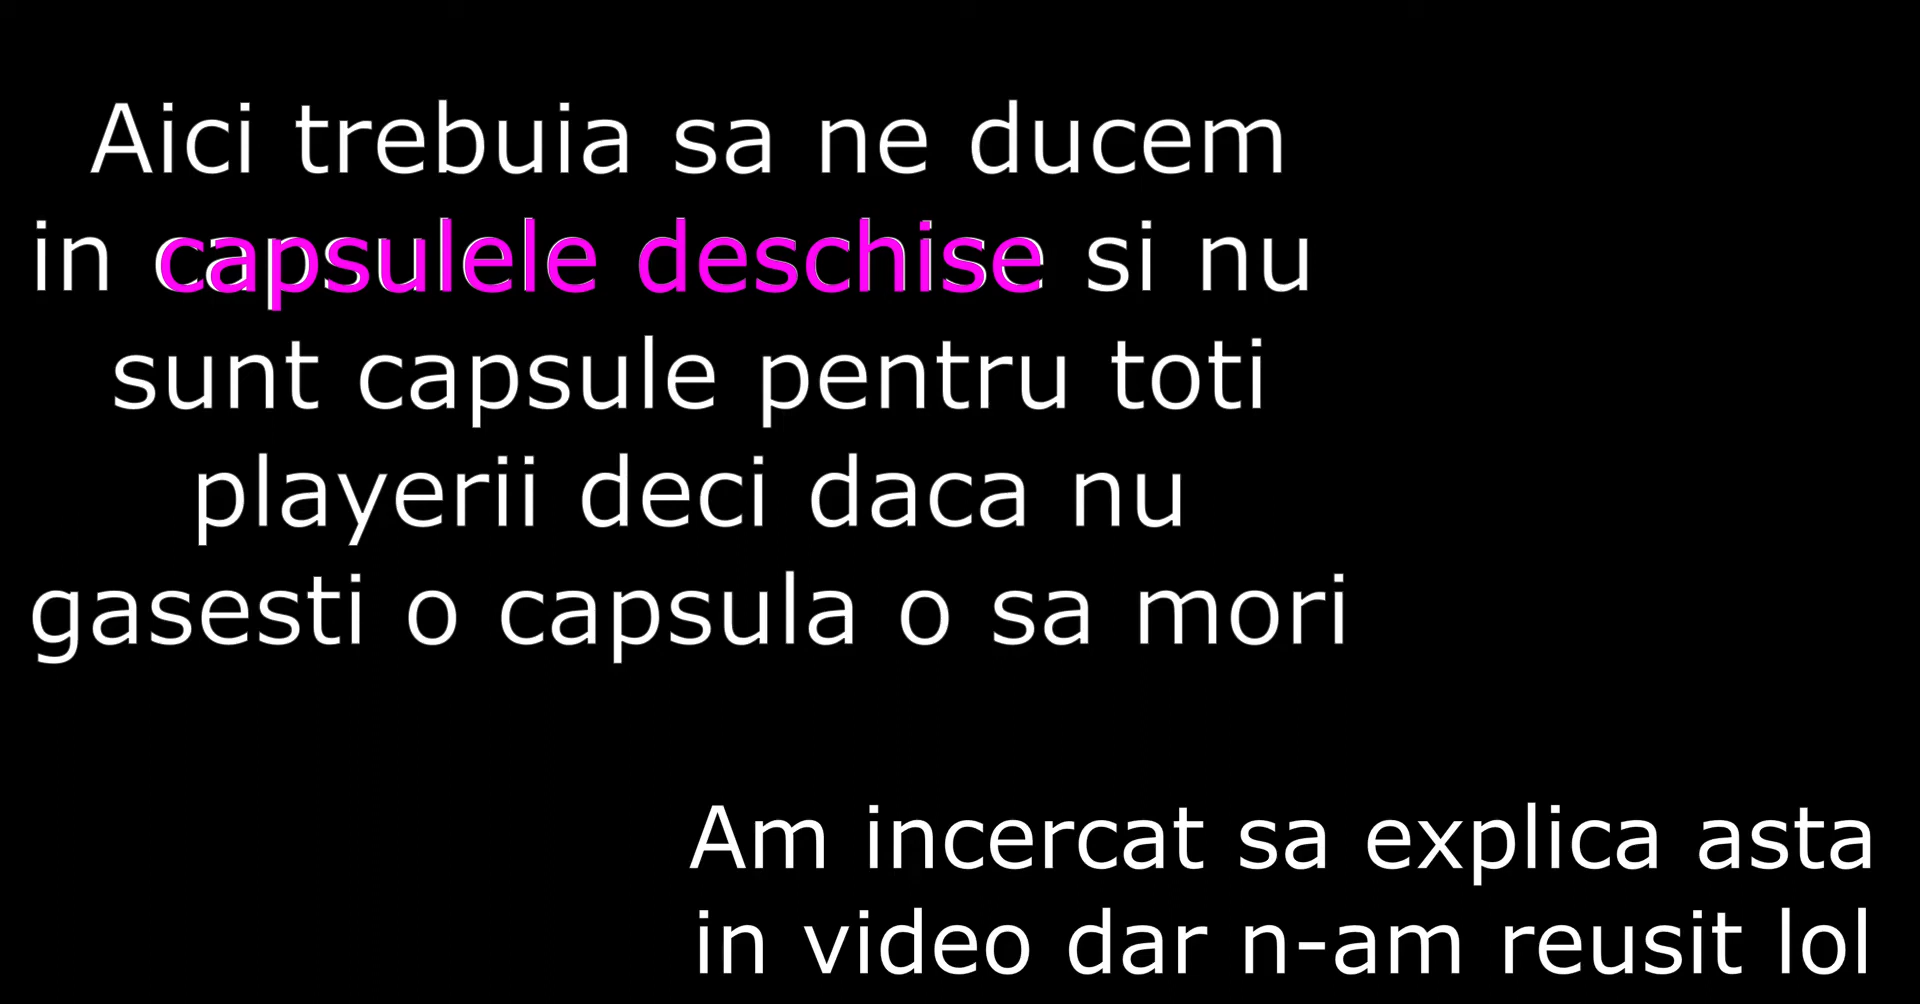 Aici trebuia sa ne ducem
in capsulele deschise si nu
sunt capsule pentru toti
playerii deci daca nu
gasesti o capsula o sa mori
Am incercat sa explica asta
in video dar n-am reusit lol